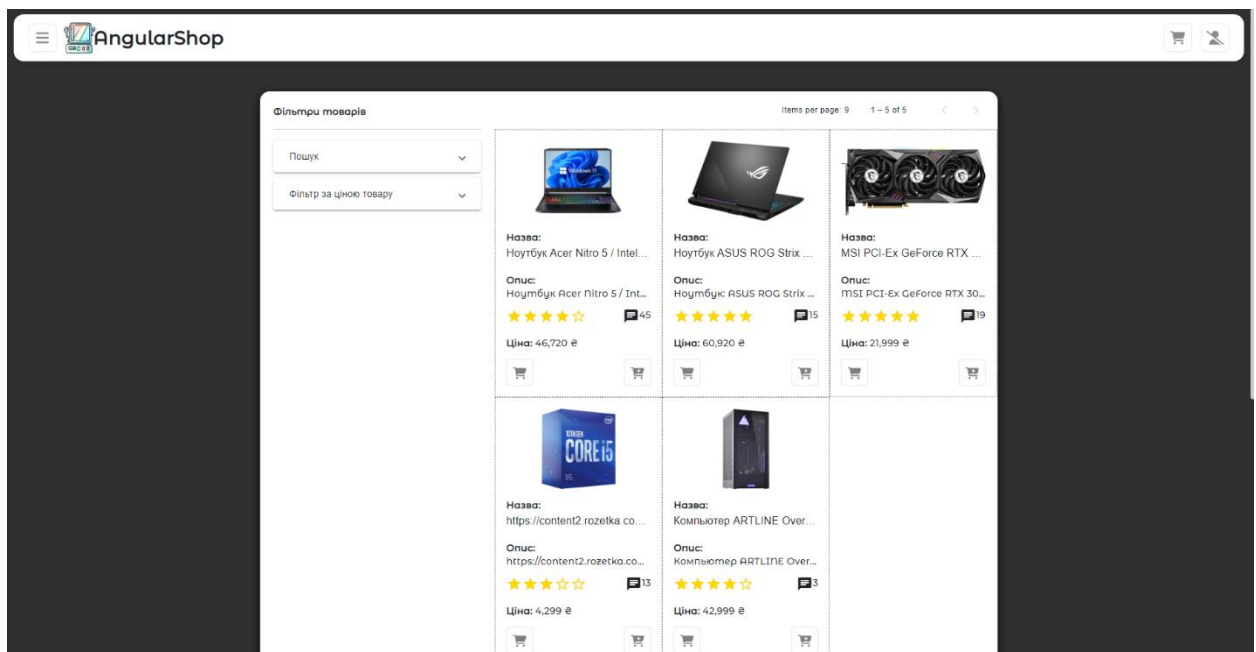 AngularShop
Фільтри товарів
Items per page: 9 1 – 5 of 5
Пошук
Фільтр за ціною товару
Windows 11
Назва:
Ноутбук Acer Nitro 5 / Intel...
Опис:
Ноутбук Acer Nitro 5 / Int...
45
Ціна: 46,720 ₴
Назва:
Ноутбук ASUS ROG Strix ...
Опис:
Ноутбук: ASUS ROG Strix ...
15
Ціна: 60,920 ₴
Назва:
MSI PCI-Ex GeForce RTX ...
Опис:
MSI PCI-Ex GeForce RTX 30...
19
Ціна: 21,999 ₴
CORE i5
Назва:
https://content2.rozetka.co...
Опис:
https://content2.rozetka.co...
13
Ціна: 4,299 ₴
Назва:
Компьютер ARTLINE Over...
Опис:
Компьютер ARTLINE Over...
3
Ціна: 42,999 ₴